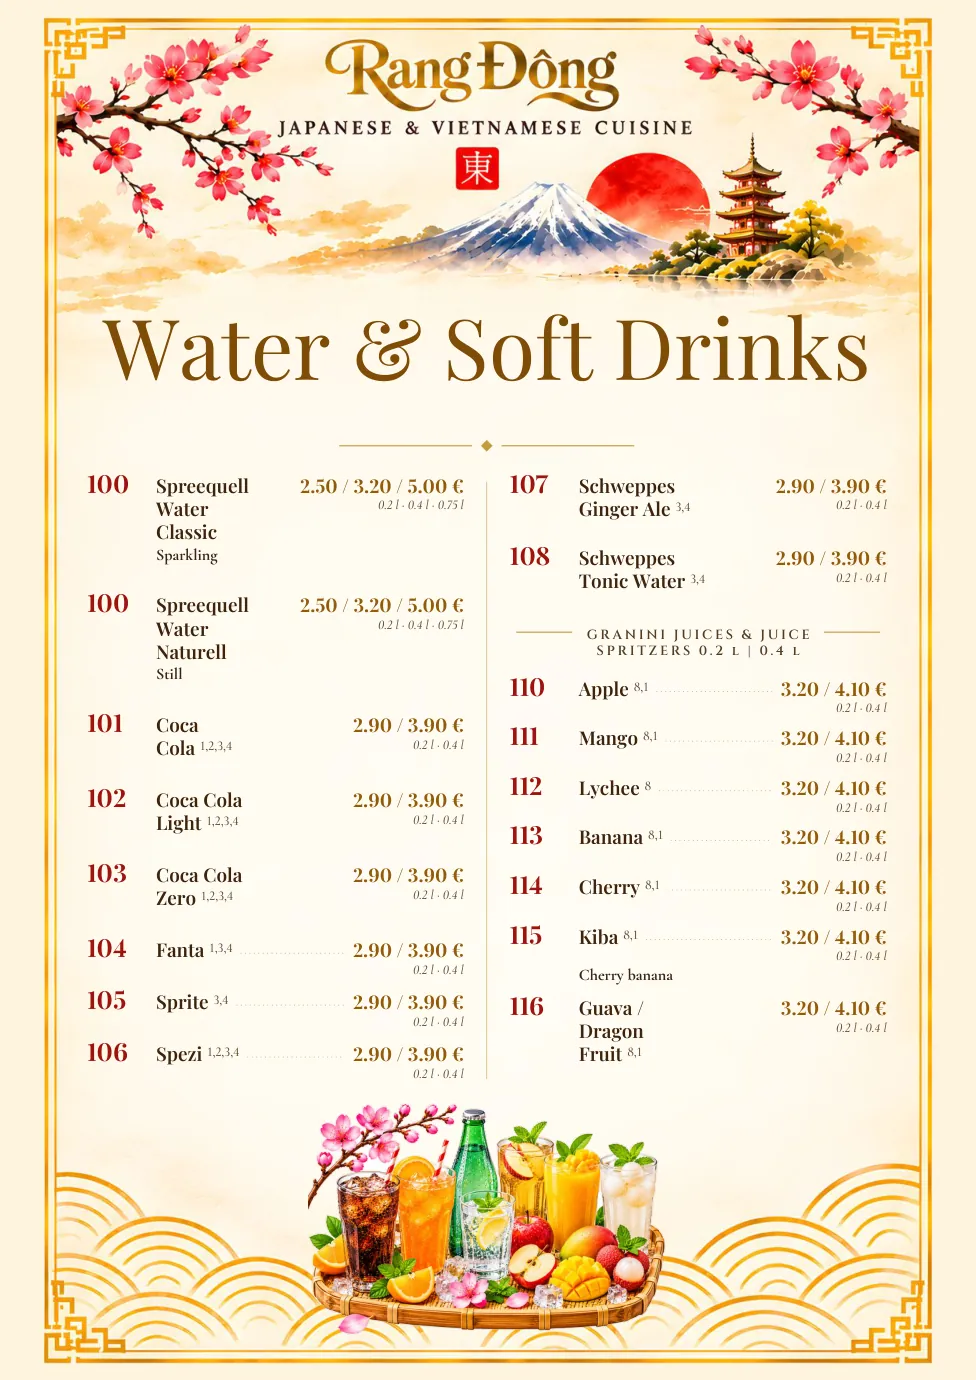 Rang Đông
JAPANESE & VIETNAMESE CUISINE
東
Water & Soft Drinks
100 Spreequell 2.50 / 3.20 / 5.00 €
Water 0.2 l · 0.4 l · 0.75 l
Classic
Sparkling
100 Spreequell 2.50 / 3.20 / 5.00 €
Water 0.2 l · 0.4 l · 0.75 l
Naturell
Still
101 Coca 2.90 / 3.90 €
Cola 1,2,3,4 0.2 l · 0.4 l
102 Coca Cola 2.90 / 3.90 €
Light 1,2,3,4 0.2 l · 0.4 l
103 Coca Cola 2.90 / 3.90 €
Zero 1,2,3,4 0.2 l · 0.4 l
104 Fanta 1,3,4 2.90 / 3.90 €
0.2 l · 0.4 l
105 Sprite 3,4 2.90 / 3.90 €
0.2 l · 0.4 l
106 Spezi 1,2,3,4 2.90 / 3.90 €
0.2 l · 0.4 l
107 Schweppes 2.90 / 3.90 €
Ginger Ale 3,4 0.2 l · 0.4 l
108 Schweppes 2.90 / 3.90 €
Tonic Water 3,4 0.2 l · 0.4 l
GRANINI JUICES & JUICE
SPRITZERS 0.2 L | 0.4 L
110 Apple 8,1 3.20 / 4.10 €
0.2 l · 0.4 l
111 Mango 8,1 3.20 / 4.10 €
0.2 l · 0.4 l
112 Lychee 8 3.20 / 4.10 €
0.2 l · 0.4 l
113 Banana 8,1 3.20 / 4.10 €
0.2 l · 0.4 l
114 Cherry 8,1 3.20 / 4.10 €
0.2 l · 0.4 l
115 Kiba 8,1 3.20 / 4.10 €
0.2 l · 0.4 l
Cherry banana
116 Guava / 3.20 / 4.10 €
Dragon 0.2 l · 0.4 l
Fruit 8,1